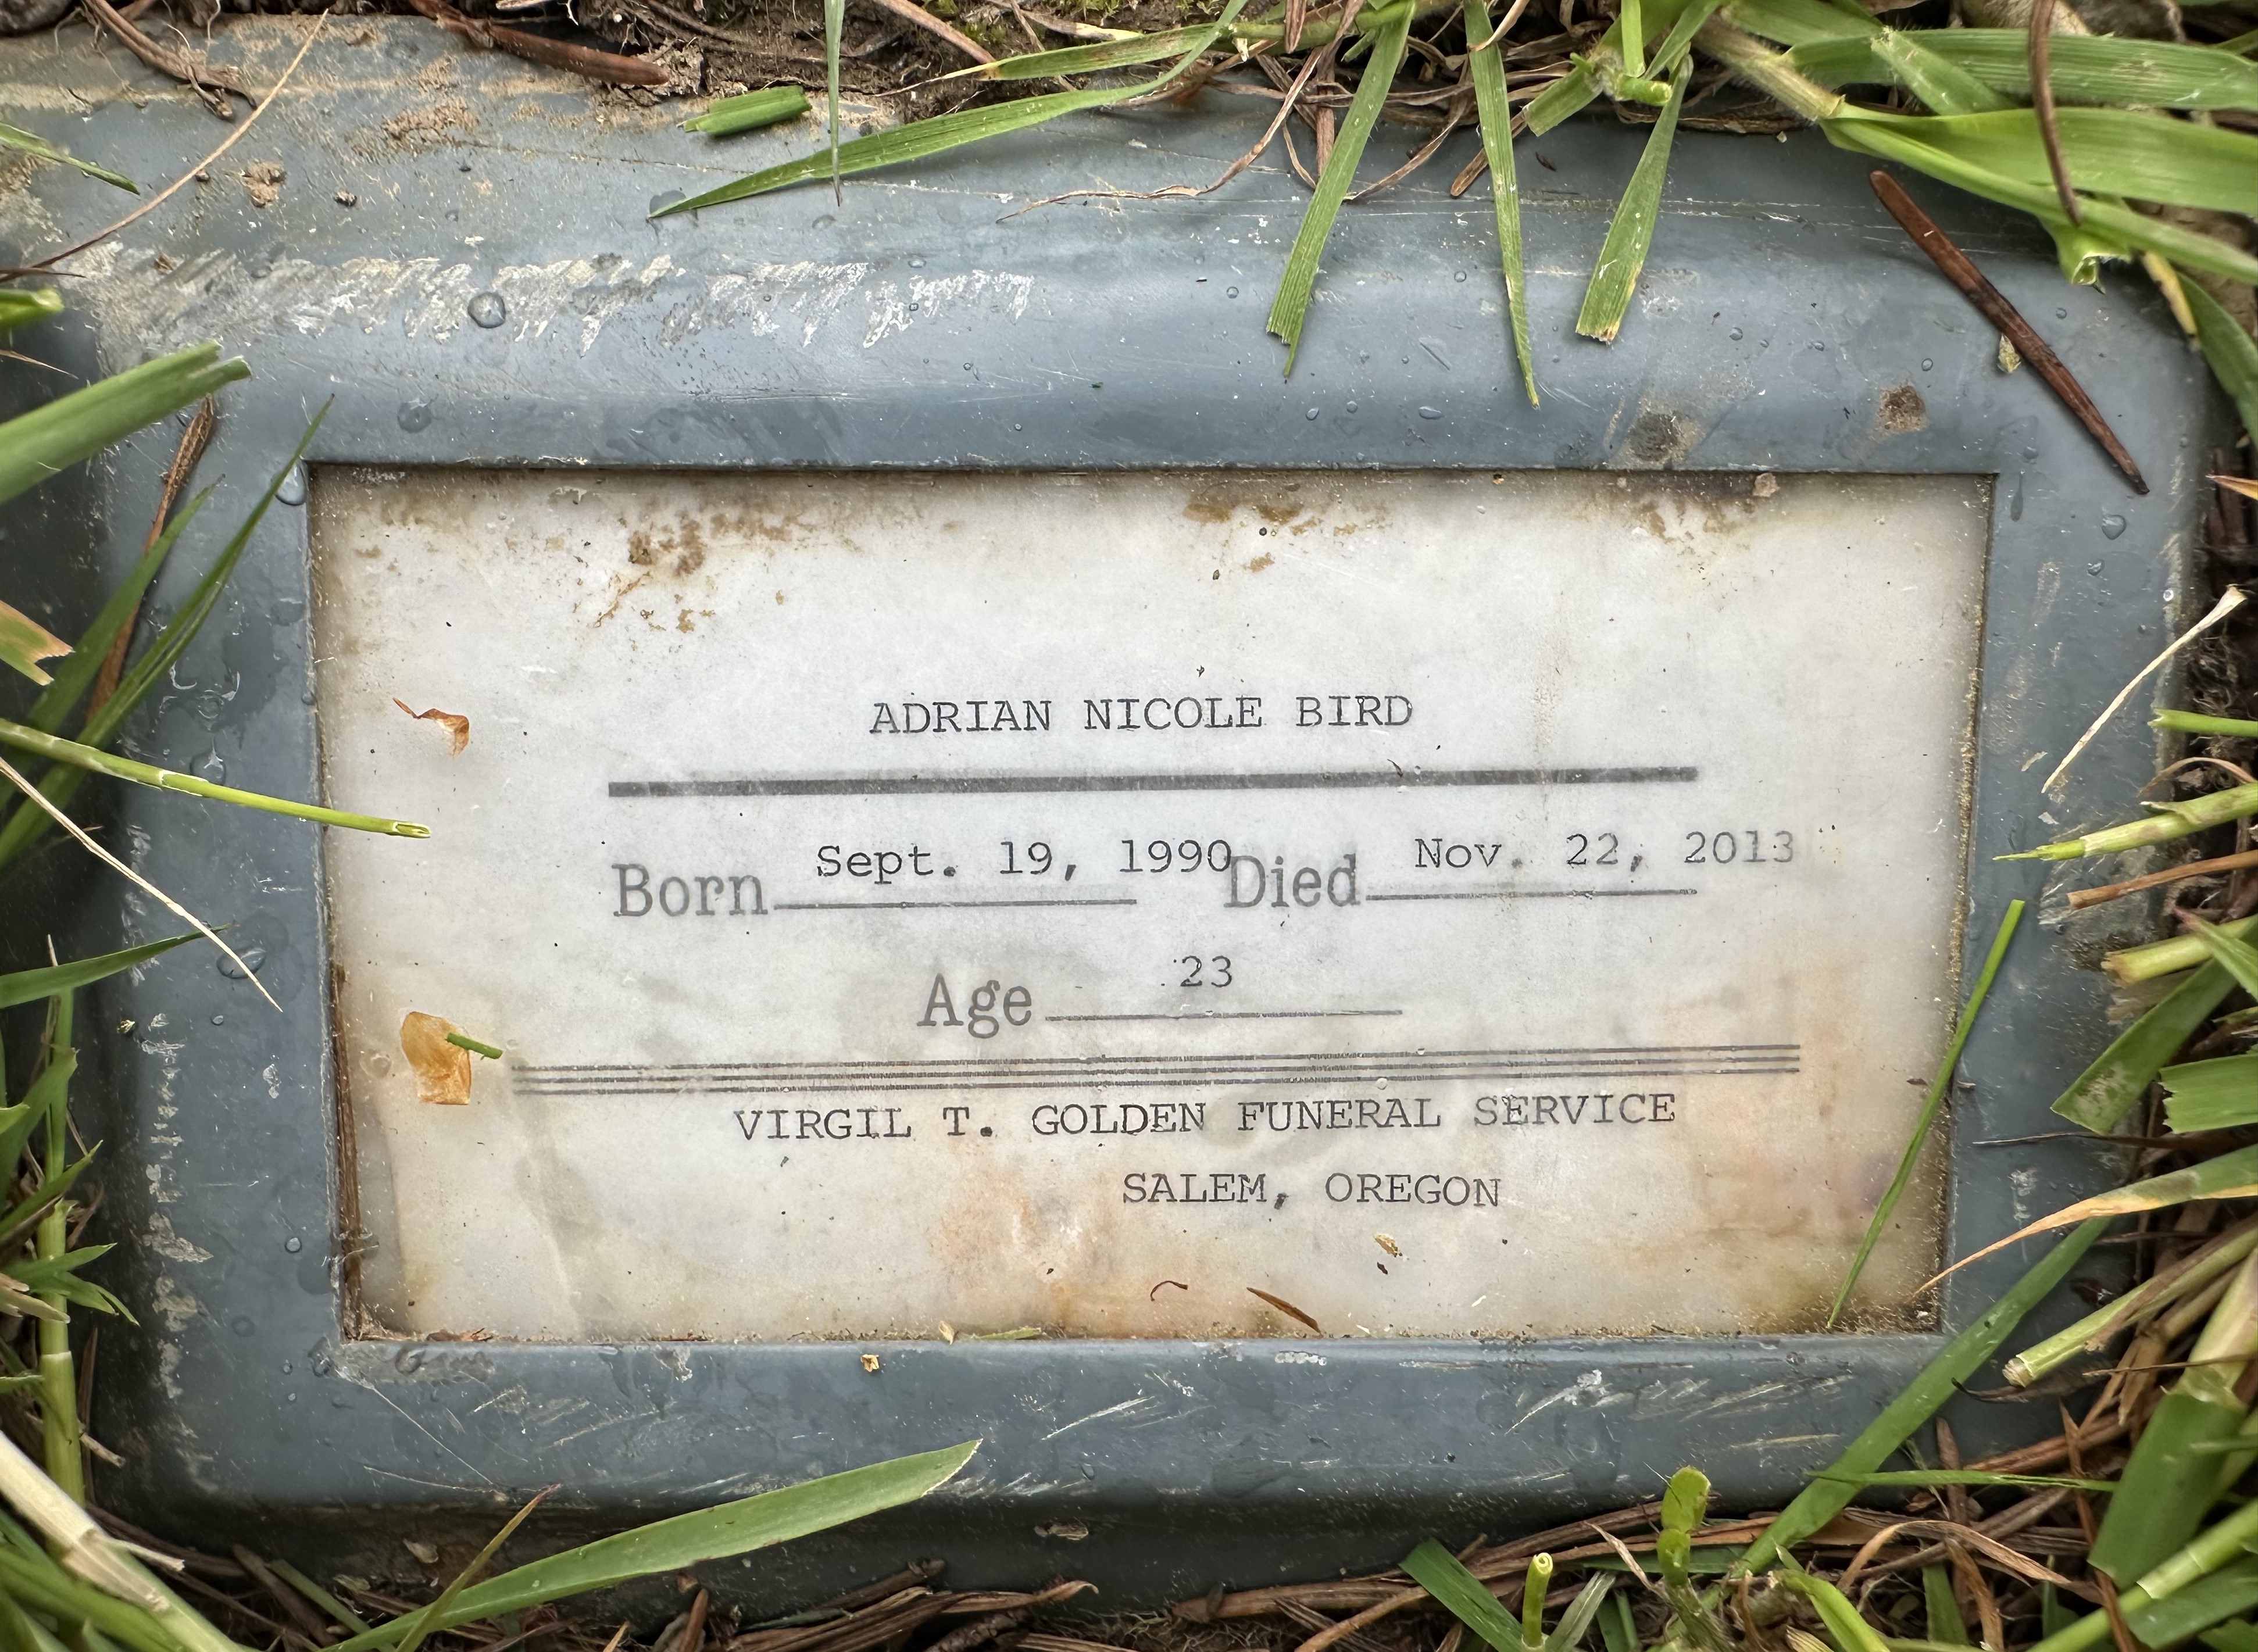 ADRIAN NICOLE BIRD
Born Sept. 19, 1990 Died Nov. 22, 2013
Age 23
VIRGIL T. GOLDEN FUNERAL SERVICE
SALEM, OREGON